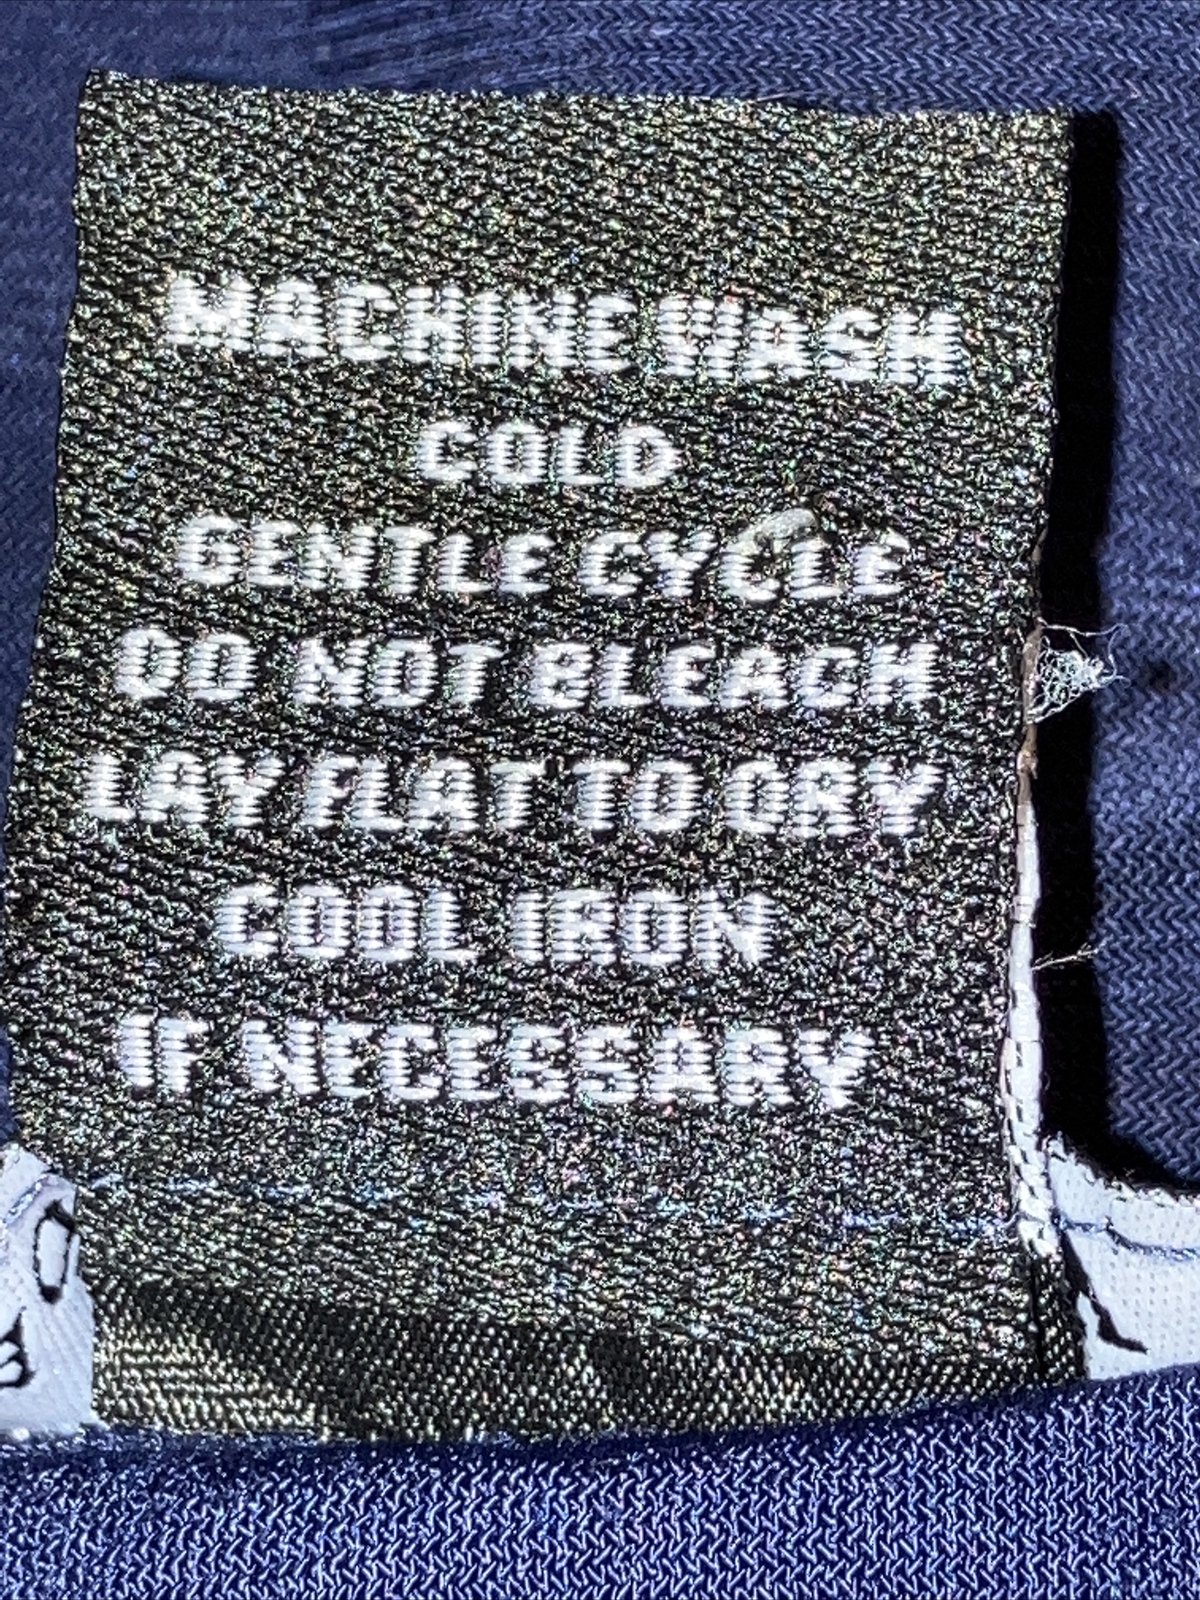 MACHINE WASH
COLD
GENTLE CYCLE
DO NOT BLEACH
LAY FLAT TO DRY
COOL IRON
IF NECESSARY